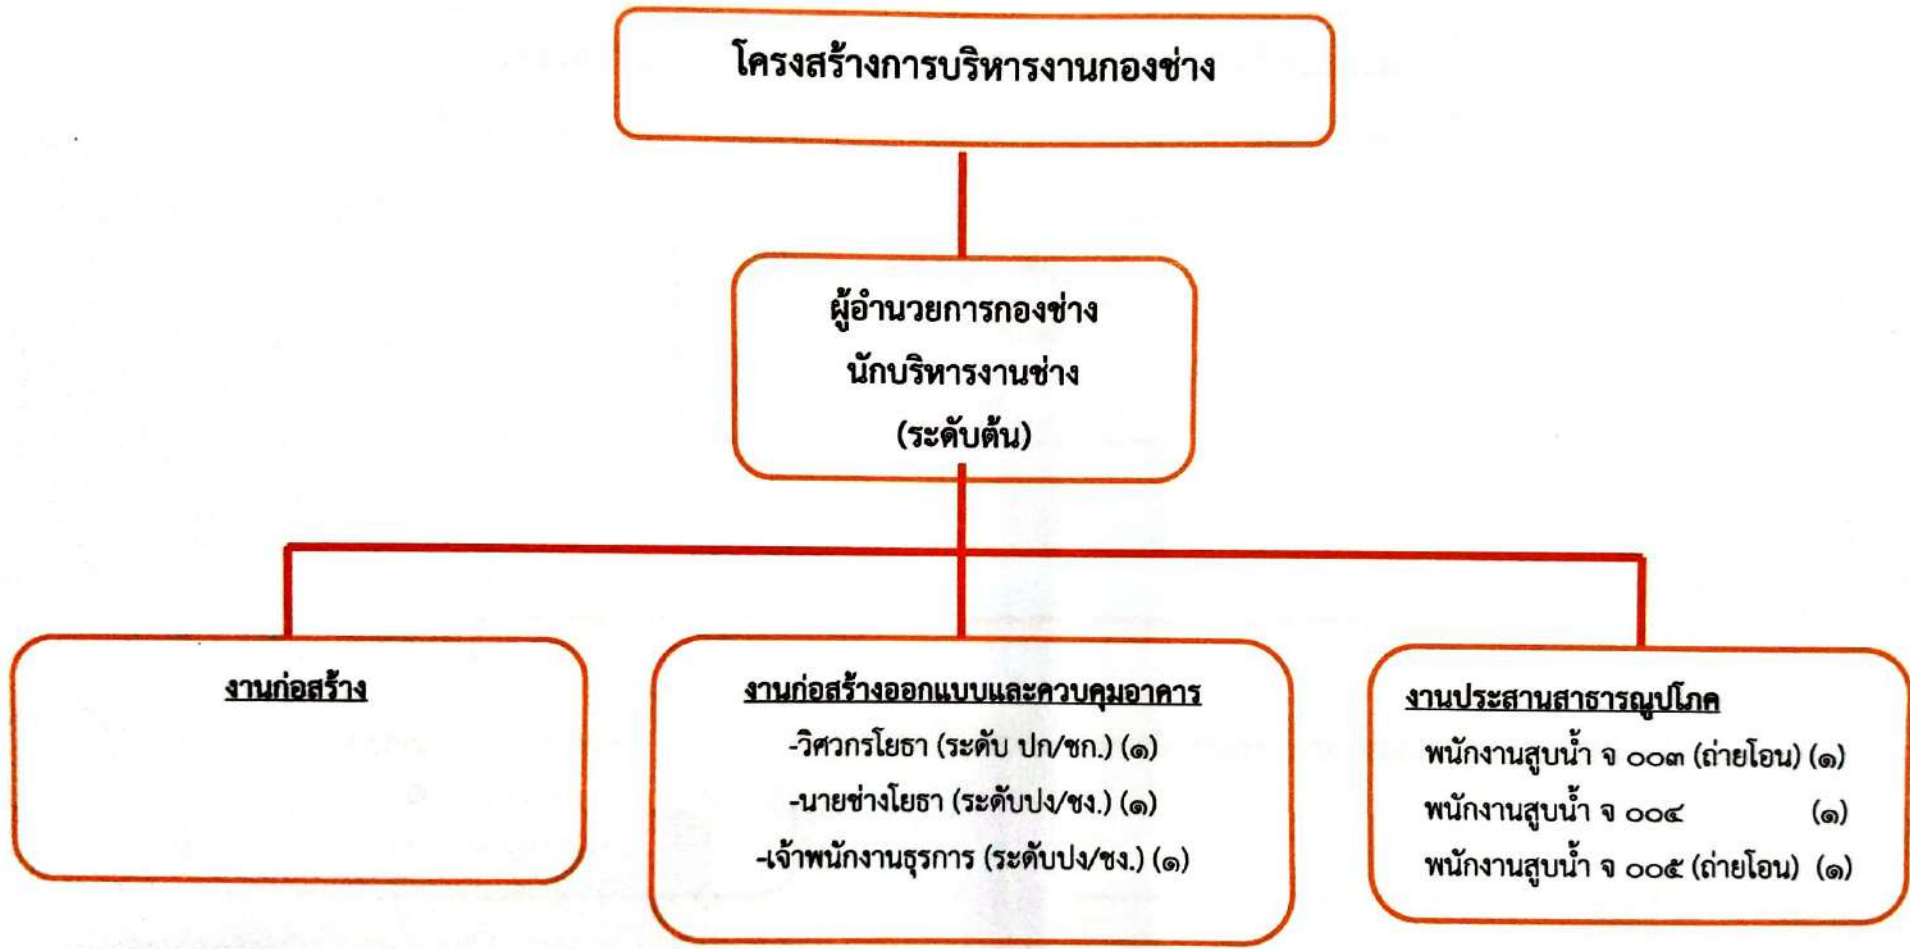 โครงสร้างการบริหารงานกองช่าง
ผู้อำนวยการกองช่าง
นักบริหารงานช่าง
(ระดับต้น)
งานก่อสร้าง
งานก่อสร้างออกแบบและควบคุมอาคาร
-วิศวกรโยธา (ระดับ ปก/ชก.) (๑)
-นายช่างโยธา (ระดับปง/ชง.) (๑)
-เจ้าพนักงานธุรการ (ระดับปง/ชง.) (๑)
งานประสานสาธารณูปโภค
พนักงานสูบน้ำ จ ๐๐๓ (ถ่ายโอน) (๑)
พนักงานสูบน้ำ จ ๐๐๔ (๑)
พนักงานสูบน้ำ จ ๐๐๕ (ถ่ายโอน) (๑)